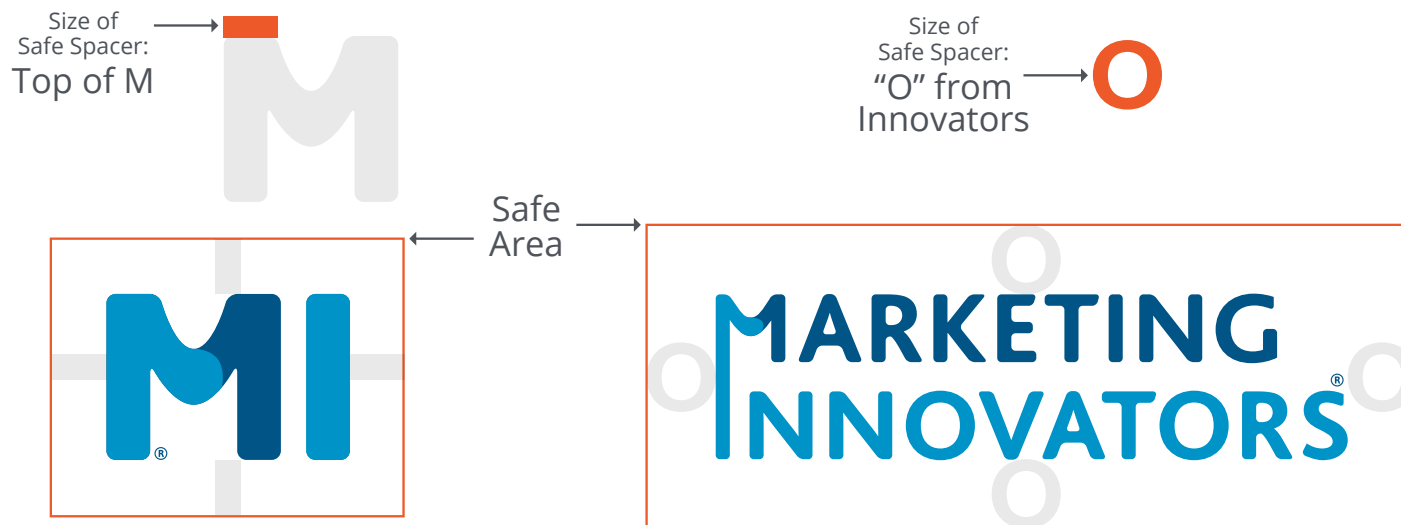 Size of
Safe Spacer:
Top of M
M
Size of
Safe Spacer:
“O” from
Innovators
O
Safe
Area
MI
®
O
MARKETING
INNOVATORS®
O
O
O